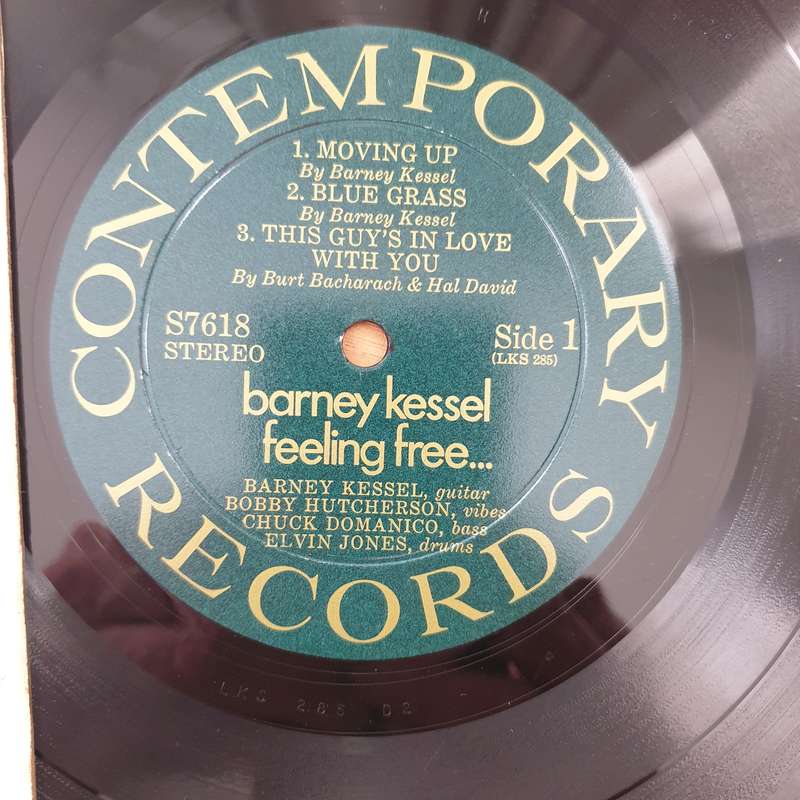 CONTEMPORARY
1. MOVING UP
By Barney Kessel
2. BLUE GRASS
By Barney Kessel
3. THIS GUY'S IN LOVE
WITH YOU
By Burt Bacharach & Hal David
S7618
STEREO
Side 1
(LKS 285)
barney kessel
feeling free...
BARNEY KESSEL, guitar
BOBBY HUTCHERSON, vibes
CHUCK DOMANICO, bass
ELVIN JONES, drums
RECORDS
LKS 285 D2